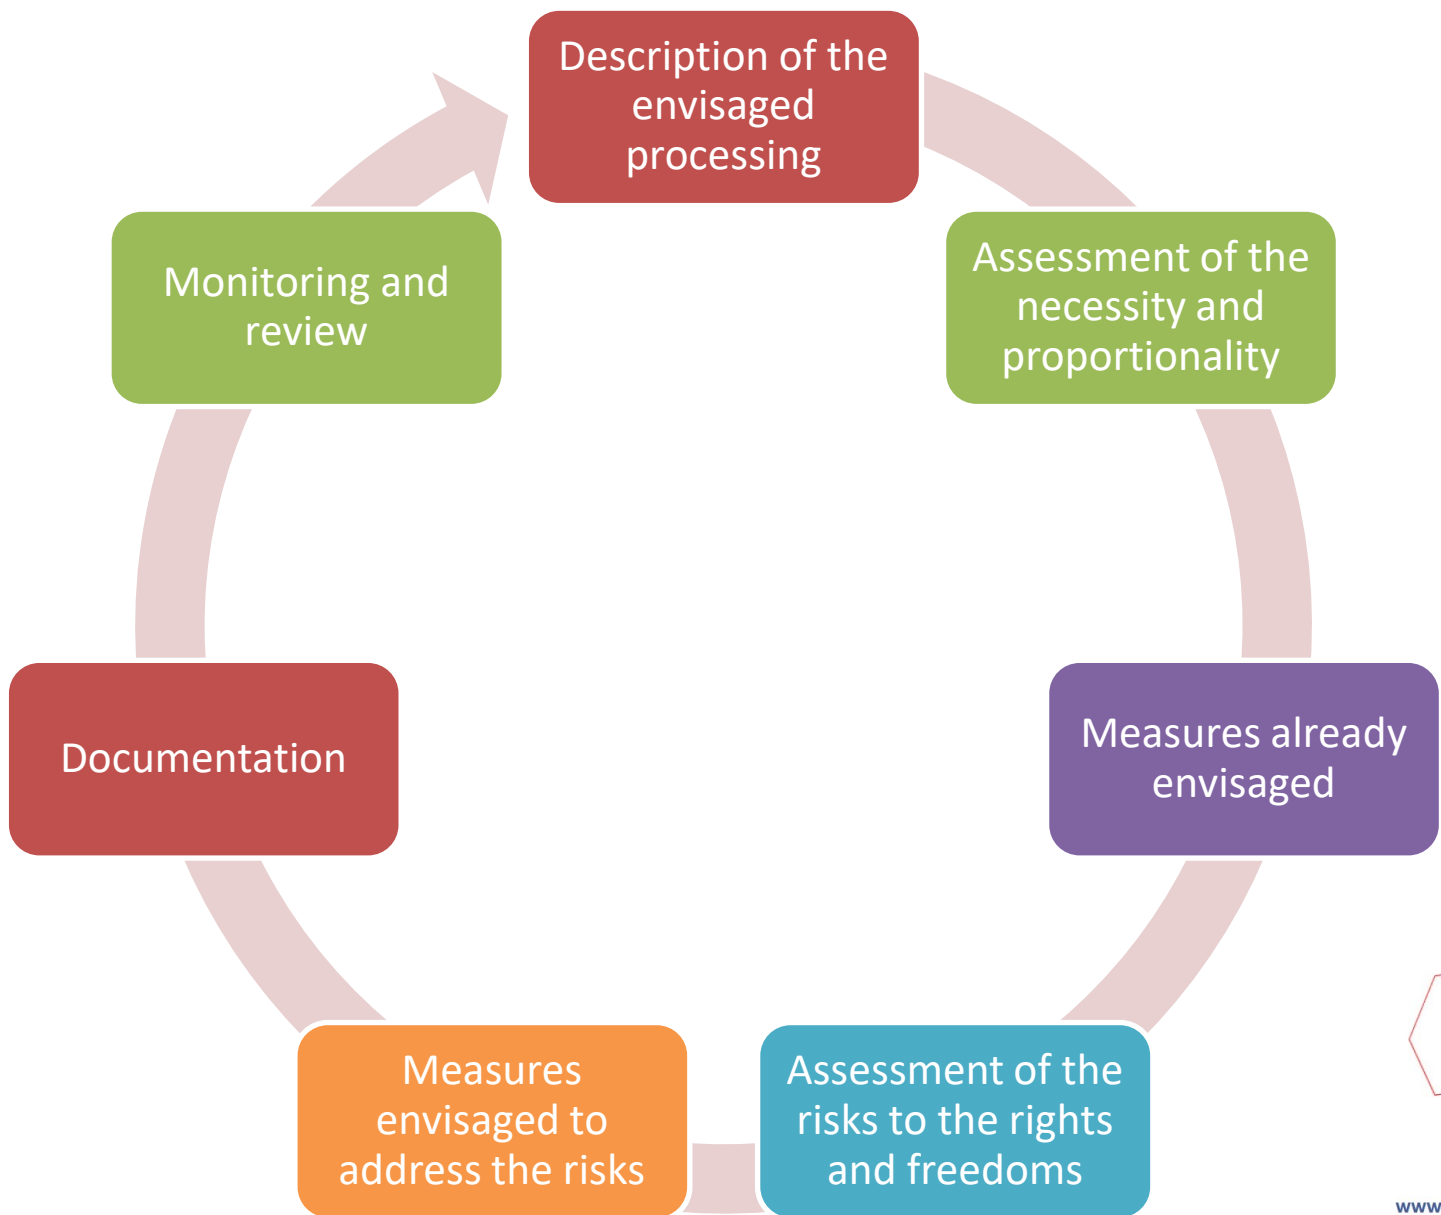 Description of the
envisaged
processing
Assessment of the
necessity and
proportionality
Measures already
envisaged
Assessment of the
risks to the rights
and freedoms
Measures
envisaged to
address the risks
Documentation
Monitoring and
review
www